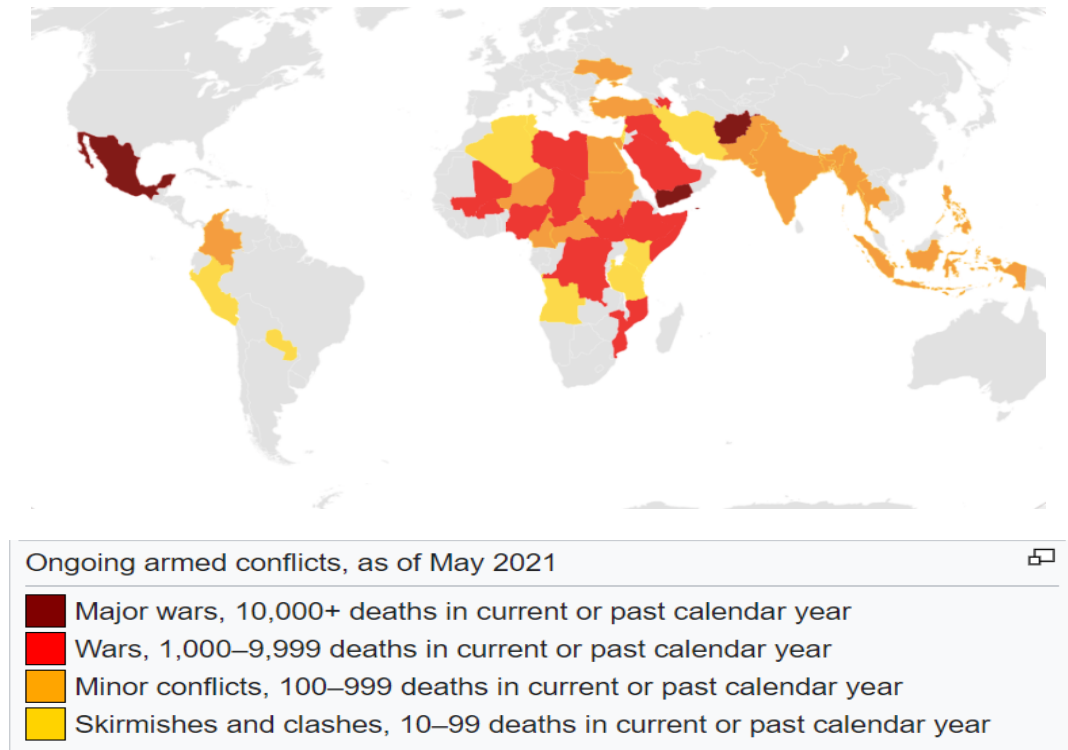 Ongoing armed conflicts, as of May 2021
Major wars, 10,000+ deaths in current or past calendar year
Wars, 1,000–9,999 deaths in current or past calendar year
Minor conflicts, 100–999 deaths in current or past calendar year
Skirmishes and clashes, 10–99 deaths in current or past calendar year